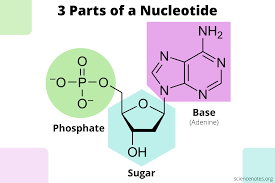 3 Parts of a Nucleotide
NH₂
O
⁻O P O
O⁻
N
N
N
N
O
OH
Phosphate
Base
(Adenine)
Sugar
sciencenotes.org